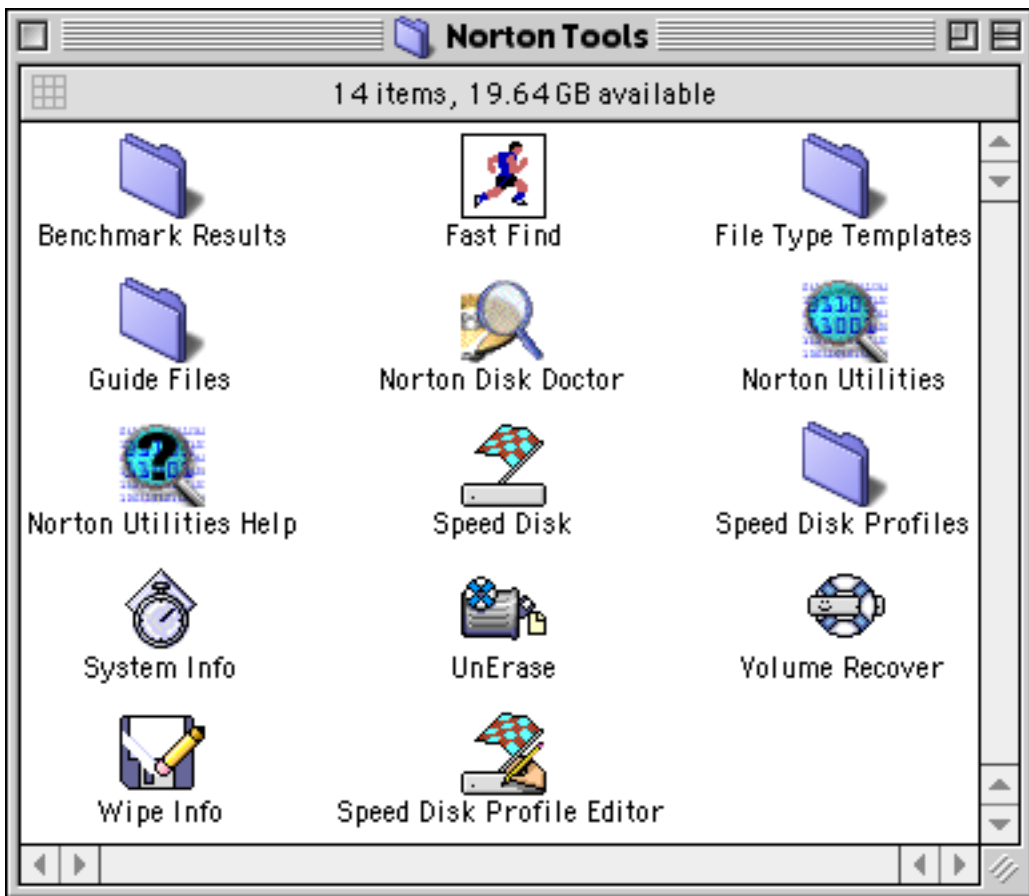 Norton Tools
14 items, 19.64 GB available
Benchmark Results
Fast Find
File Type Templates
Guide Files
Norton Disk Doctor
Norton Utilities
Norton Utilities Help
Speed Disk
Speed Disk Profiles
System Info
UnErase
Volume Recover
Wipe Info
Speed Disk Profile Editor